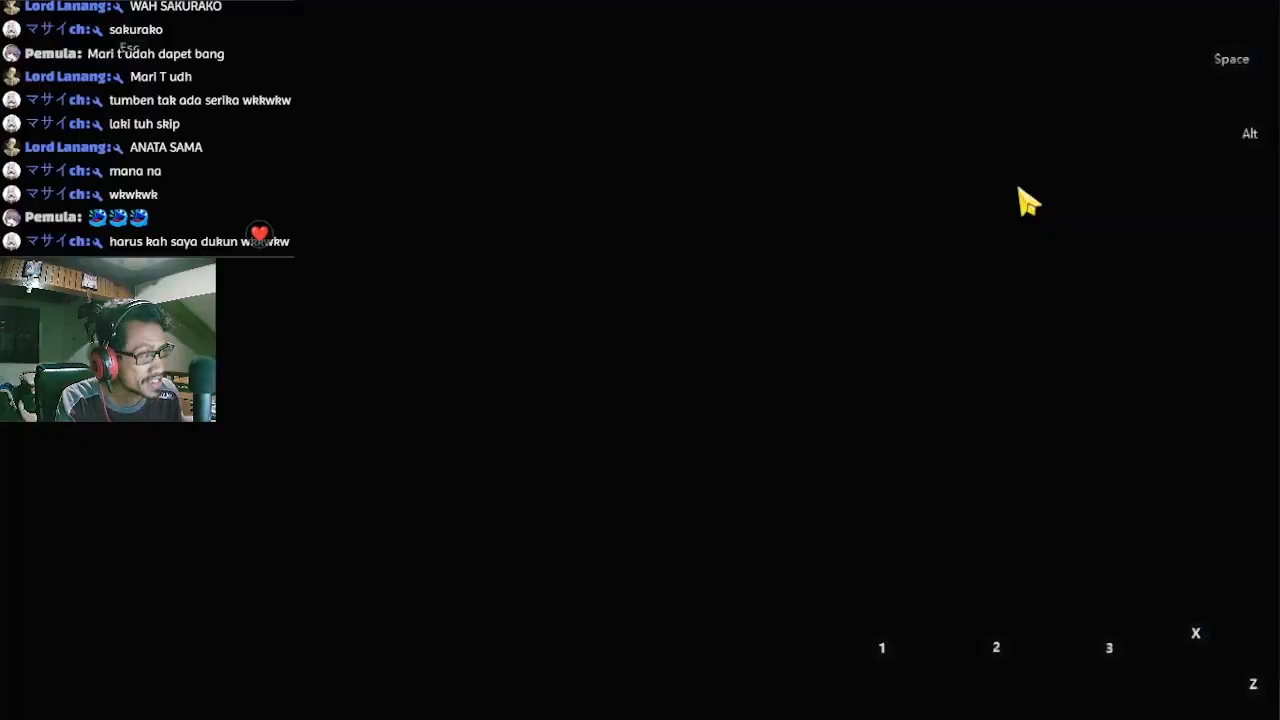 Lord Lanang: WAH SAKURAKO
マサイch: sakurako
Esc
Pemula: Mari t udah dapet bang
Lord Lanang: Mari T udh
マサイch: tumben tak ada serika wkkwkw
マサイch: laki tuh skip
Lord Lanang: ANATA SAMA
マサイch: mana na
マサイch: wkwkwk
Pemula:
マサイch: harus kah saya dukun wkkwkw
Space
Alt
1
2
3
X
Z